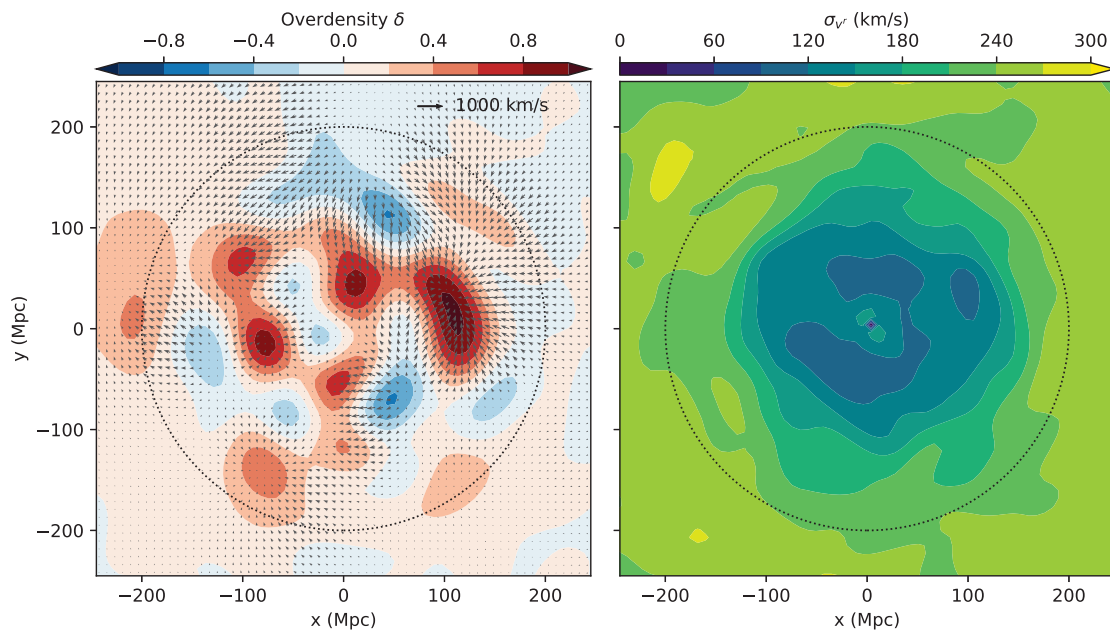 Overdensity δ
−0.8 −0.4 0.0 0.4 0.8
1000 km/s
200
100
0
−100
−200
y (Mpc)
−200 −100 0 100 200
x (Mpc)
σ_{v^r} (km/s)
0 60 120 180 240 300
−200 −100 0 100 200
x (Mpc)